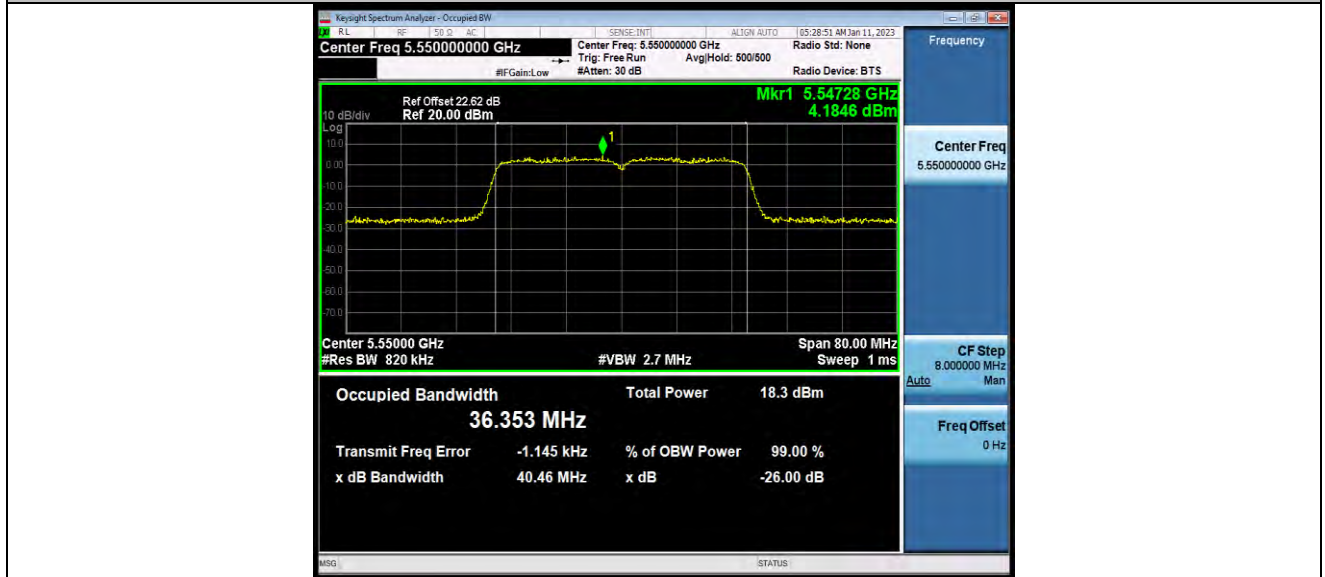 Keysight Spectrum Analyzer - Occupied BW
RL RF 50 Ω AC SENSE:INT ALIGN AUTO 05:28:51 AM Jan 11, 2023
Center Freq 5.550000000 GHz
Center Freq: 5.550000000 GHz
Radio Std: None
Trig: Free Run Avg|Hold: 500/500
#IFGain:Low
#Atten: 30 dB
Radio Device: BTS
Mkr1 5.54728 GHz
4.1846 dBm
Ref Offset 22.62 dB
10 dB/div Ref 20.00 dBm
Log
10.0
0.00
-10.0
-20.0
-30.0
-40.0
-50.0
-60.0
-70.0
1
Center 5.55000 GHz
Span 80.00 MHz
#Res BW 820 kHz
#VBW 2.7 MHz
Sweep 1 ms
Occupied Bandwidth
36.353 MHz
Total Power 18.3 dBm
Transmit Freq Error -1.145 kHz
% of OBW Power 99.00 %
x dB Bandwidth 40.46 MHz
x dB -26.00 dB
MSG
STATUS
Frequency
Center Freq
5.550000000 GHz
CF Step
8.000000 MHz
Auto Man
Freq Offset
0 Hz